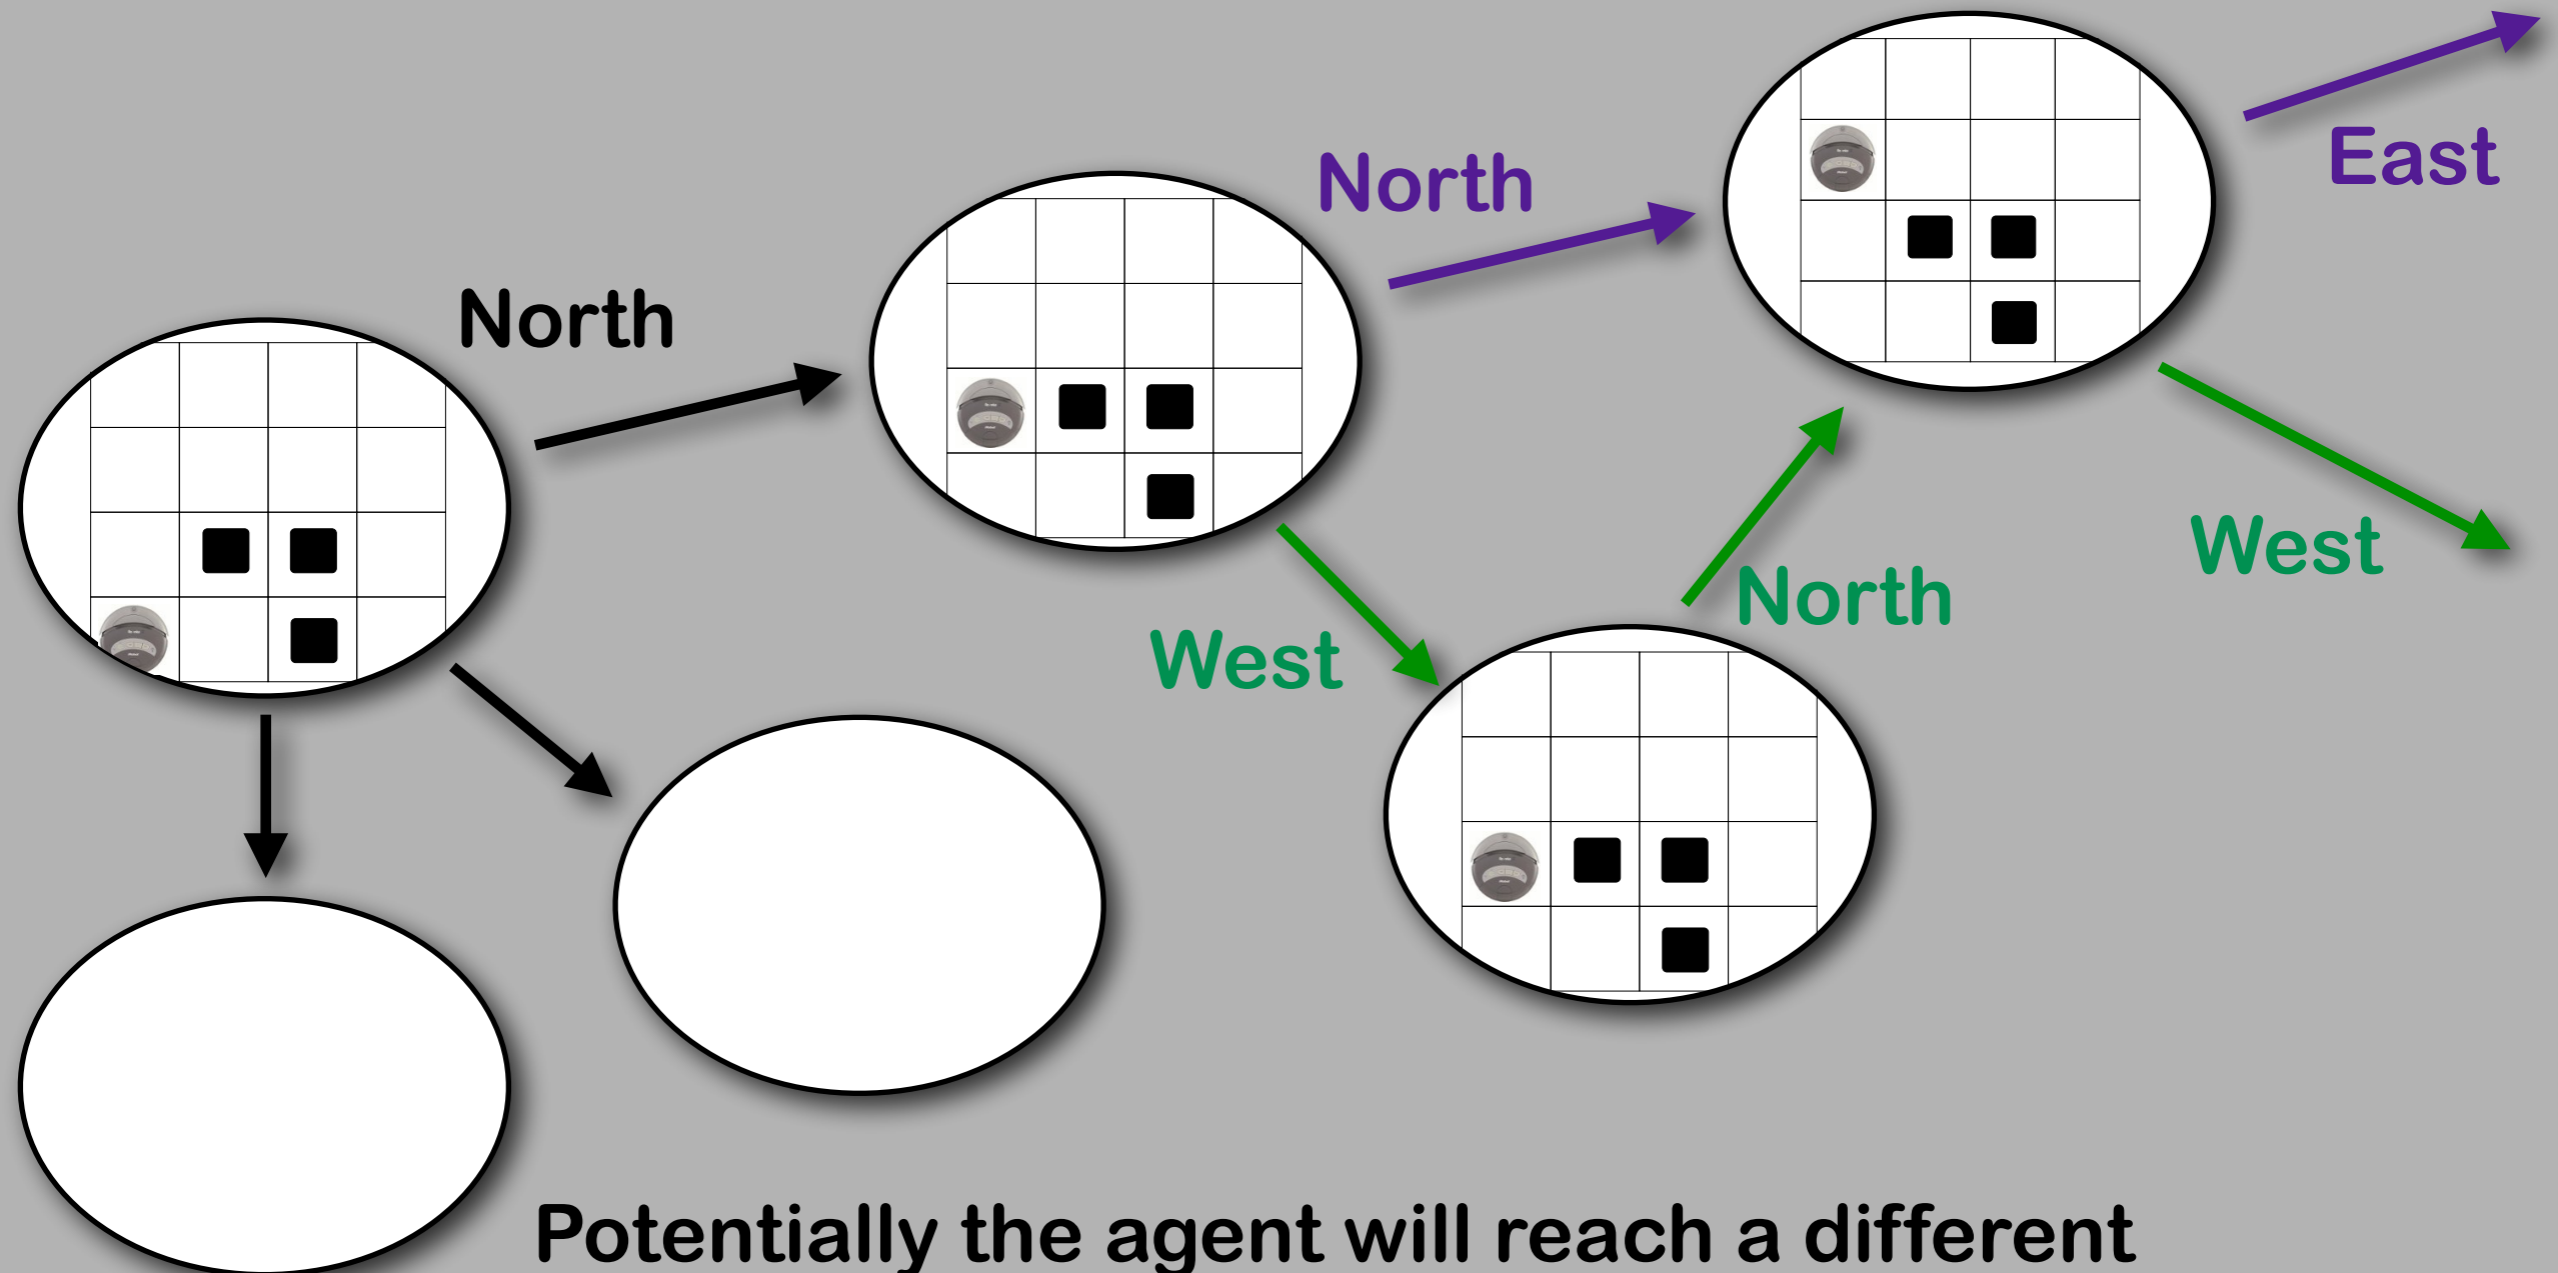 North
North
East
West
North
West
Potentially the agent will reach a different